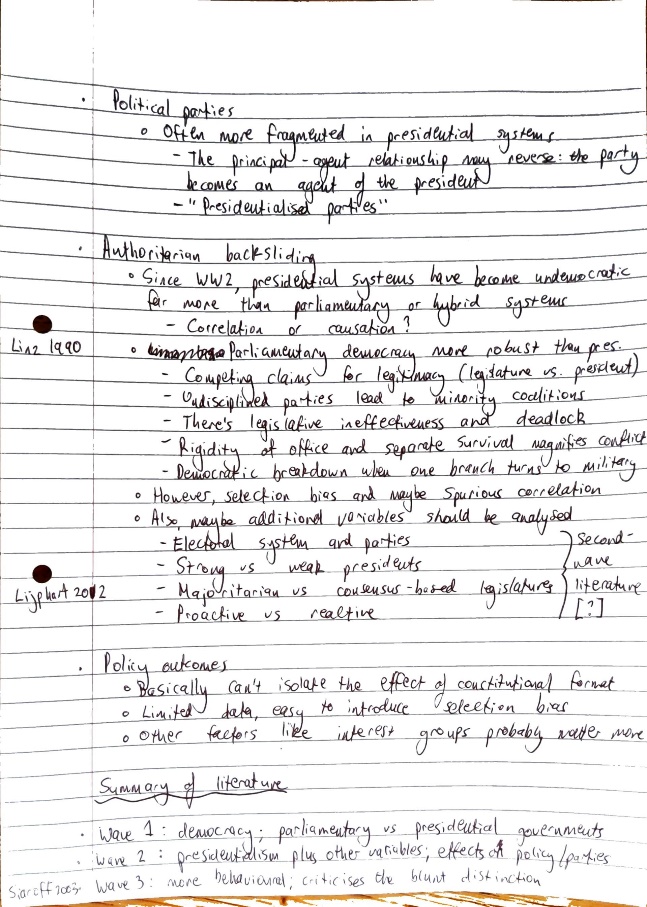 · Political parties
o Often more fragmented in presidential systems
- The principal-agent relationship may reverse: the party
becomes an agent of the president
- "Presidentialised parties"
· Authoritarian backsliding
o Since WW2, presidential systems have become undemocratic
far more than parliamentary or hybrid systems
- Correlation or causation?
Linz 1990 o Parliamentary democracy more robust than pres.
- Competing claims for legitimacy (legislature vs. president)
- Undisciplined parties lead to minority coalitions
- There's legislative ineffectiveness and deadlock
- Rigidity of office and separate survival magnifies conflict
- Democratic breakdown when one branch turns to military
o However, selection bias and maybe spurious correlation
o Also, maybe additional variables should be analysed
- Electoral system and parties
- Strong vs weak presidents
Lijphart 2012 - Majoritarian vs consensus-based legislatures
- Proactive vs reactive
Second-
wave
literature
[?]
· Policy outcomes
o Basically can't isolate the effect of constitutional format
o Limited data, easy to introduce selection bias
o Other factors like interest groups probably matter more
Summary of literature
· Wave 1: democracy; parliamentary vs presidential governments
· Wave 2: presidentialism plus other variables; effects on policy/parties
Siaroff 2003· Wave 3: more behavioural; criticises the blunt distinction